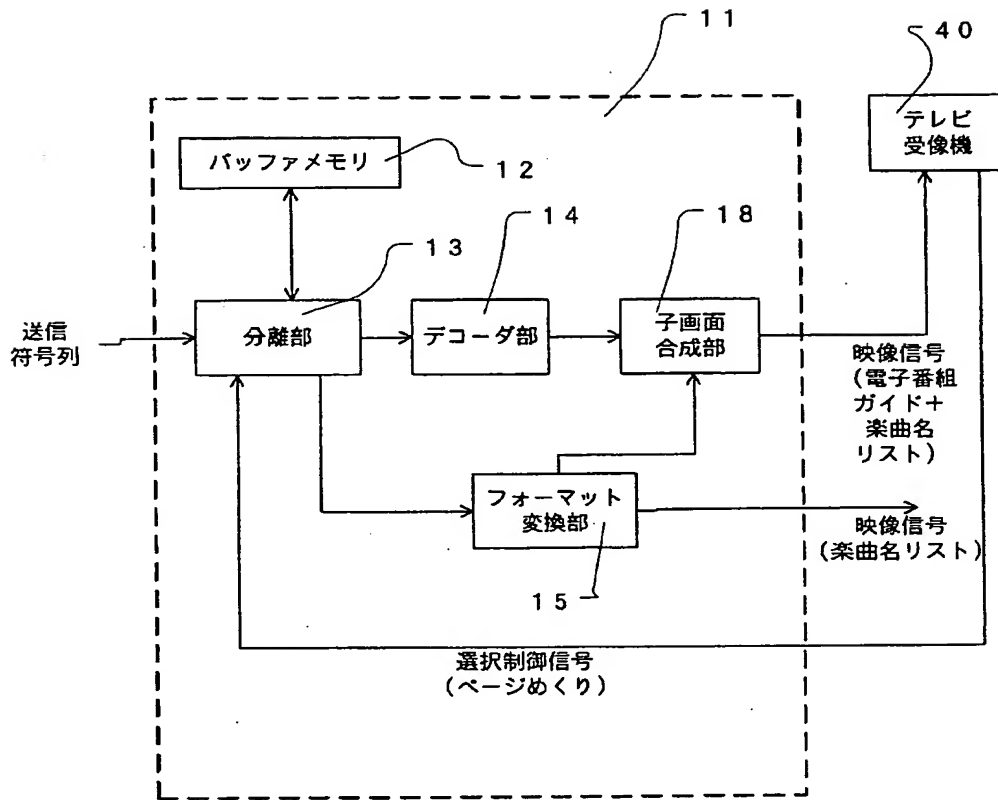 １１
４０
テレビ
受像機
バッファメモリ
１２
１４
１８
１３
送信
符号列
分離部
デコーダ部
子画面
合成部
映像信号
（電子番組
ガイド＋
楽曲名
リスト）
フォーマット
変換部
映像信号
（楽曲名リスト）
１５
選択制御信号
（ページめくり）